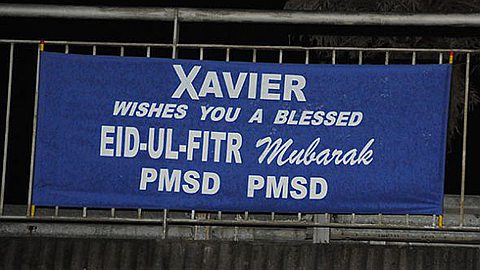 XAVIER
WISHES YOU A BLESSED
EID-UL-FITR Mubarak
PMSD PMSD